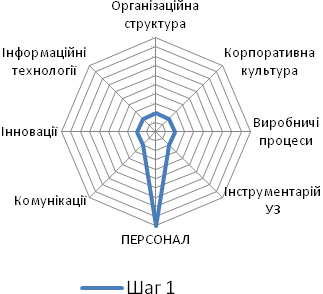 Організаційна
структура
Інформаційні
технології
Корпоративна
культура
Інновації
Виробничі
процеси
Комунікації
Інструментарій
УЗ
ПЕРСОНАЛ
Шаг 1